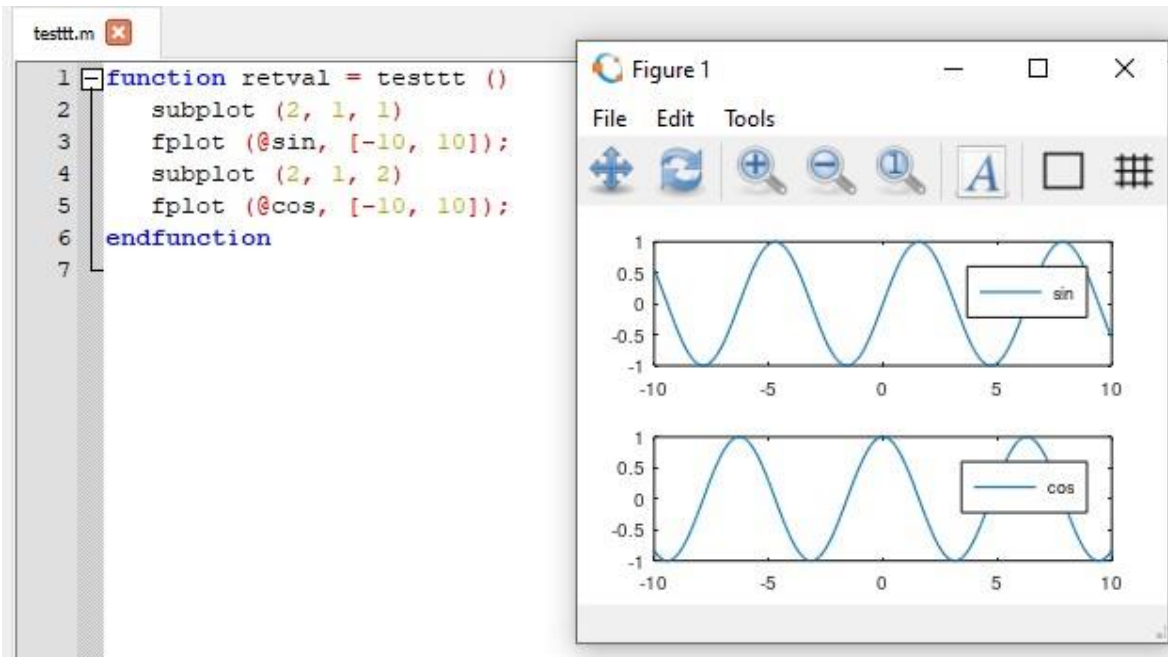 testtt.m
1 function retval = testtt ()
2 subplot (2, 1, 1)
3 fplot (@sin, [-10, 10]);
4 subplot (2, 1, 2)
5 fplot (@cos, [-10, 10]);
6 endfunction
7
Figure 1
File Edit Tools
1 A
1
0.5
0
-0.5
-1
sin
-10 -5 0 5 10
1
0.5
0
-0.5
-1
cos
-10 -5 0 5 10